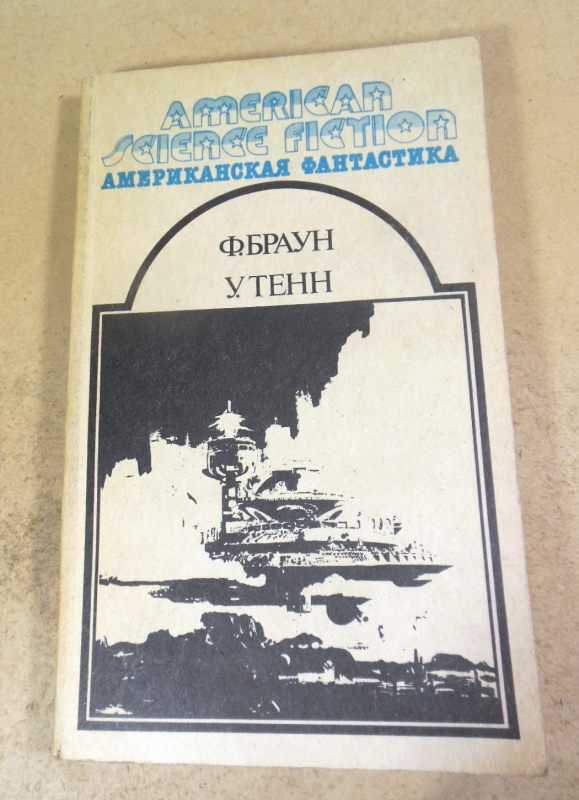 AMERICAN
SCIENCE FICTION
АМЕРИКАНСКАЯ ФАНТАСТИКА
Ф.БРАУН
У.ТЕНН